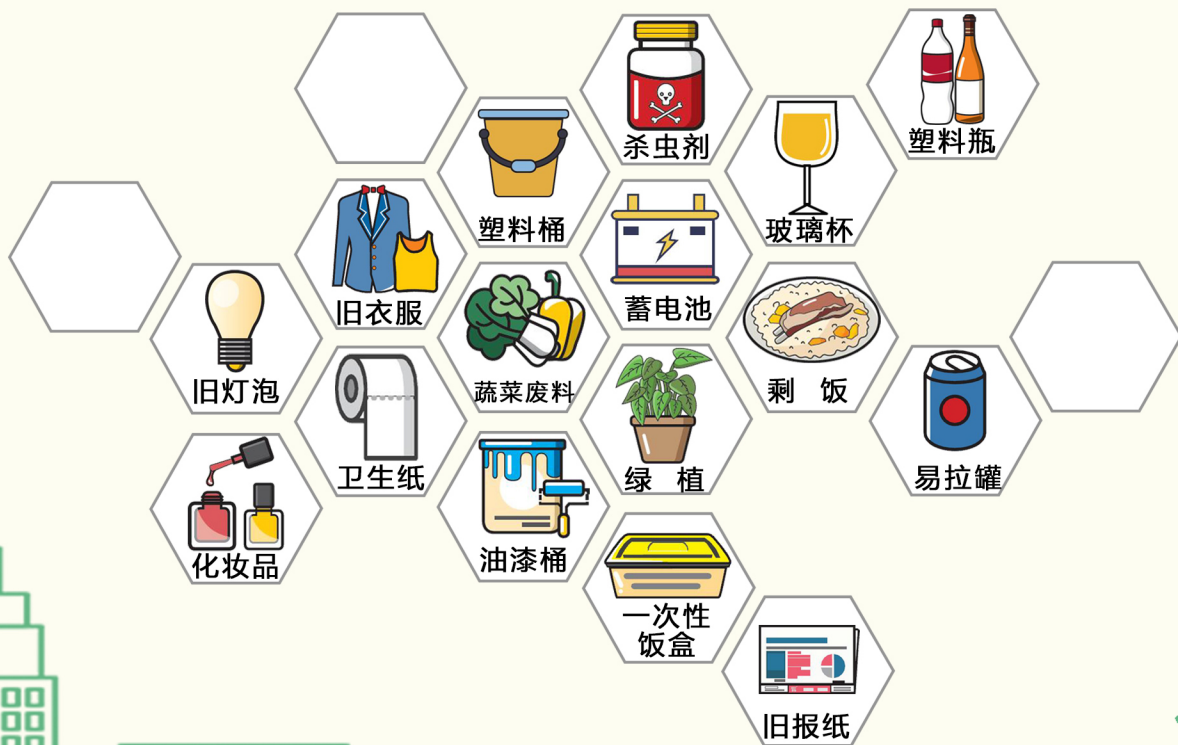 杀虫剂
塑料瓶
塑料桶
玻璃杯
旧衣服
蓄电池
旧灯泡
蔬菜废料
剩 饭
卫生纸
绿 植
易拉罐
化妆品
油漆桶
一次性
饭盒
旧报纸